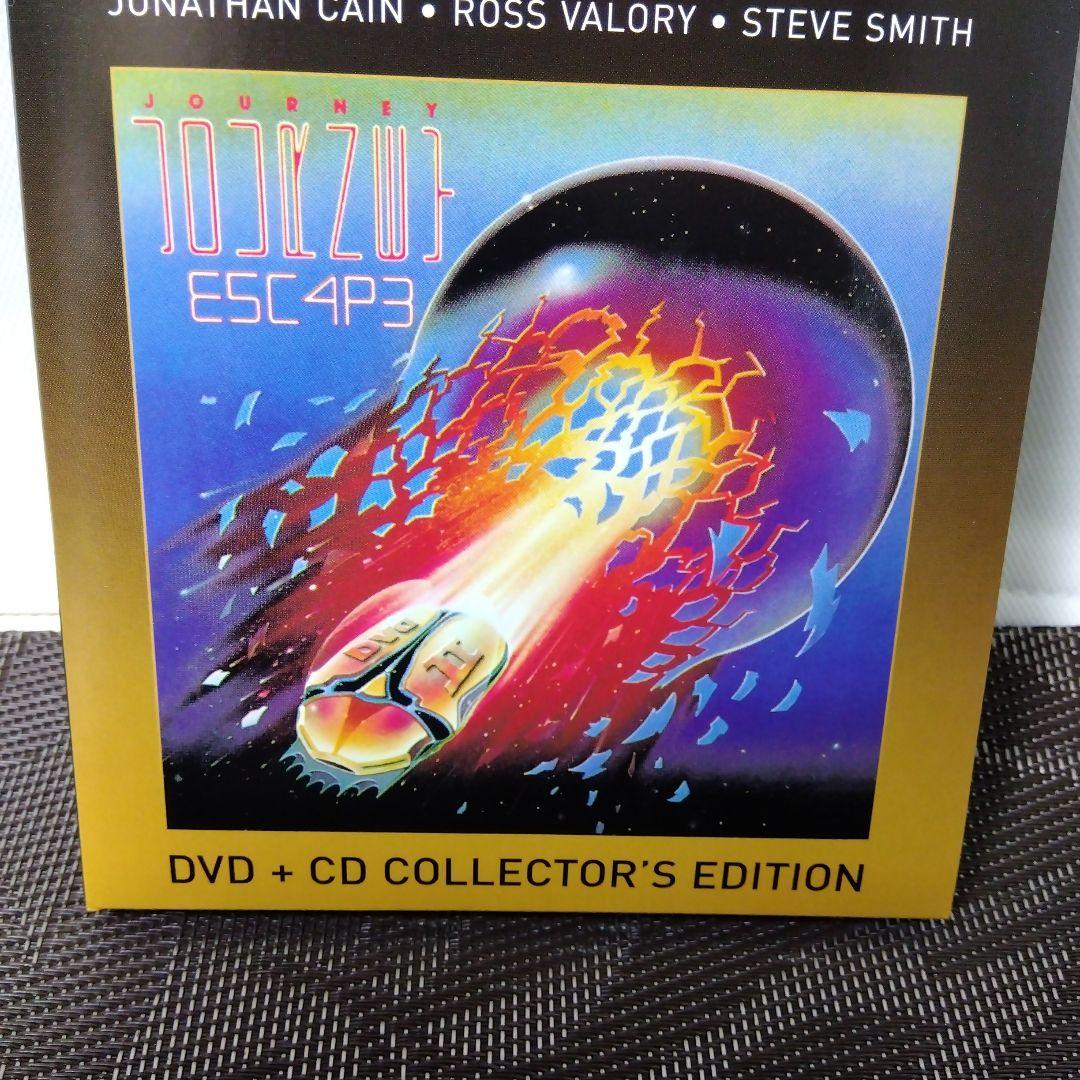 JONATHAN CAIN • ROSS VALORY • STEVE SMITH
JOURNEY
ESC4P3
DVD + CD COLLECTOR'S EDITION